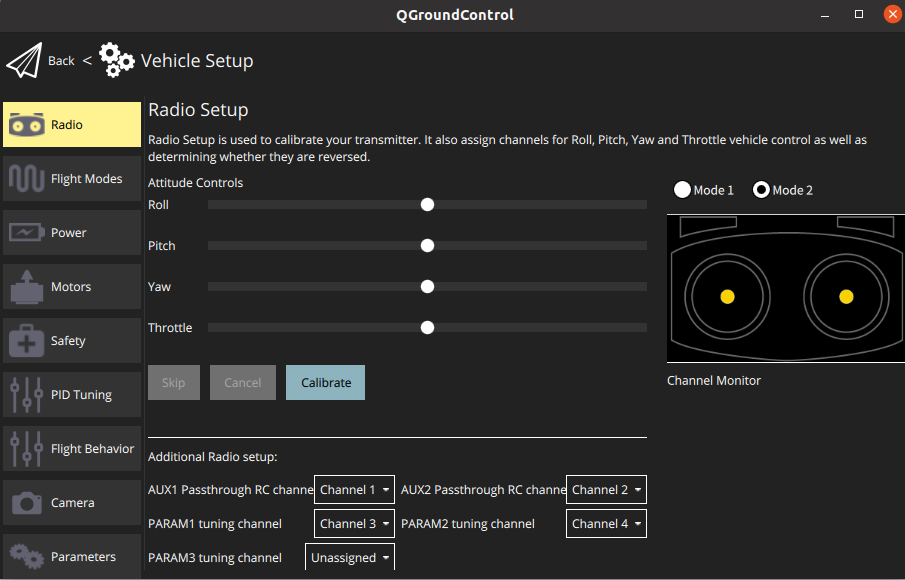 QGroundControl
Back < Vehicle Setup
Radio
Flight Modes
Power
Motors
Safety
PID Tuning
Flight Behavior
Camera
Parameters
Radio Setup
Radio Setup is used to calibrate your transmitter. It also assign channels for Roll, Pitch, Yaw and Throttle vehicle control as well as
determining whether they are reversed.
Attitude Controls
Roll
Pitch
Yaw
Throttle
Skip Cancel Calibrate
Mode 1 Mode 2
Channel Monitor
Additional Radio setup:
AUX1 Passthrough RC channe Channel 1 AUX2 Passthrough RC channe Channel 2
PARAM1 tuning channel Channel 3 PARAM2 tuning channel Channel 4
PARAM3 tuning channel Unassigned